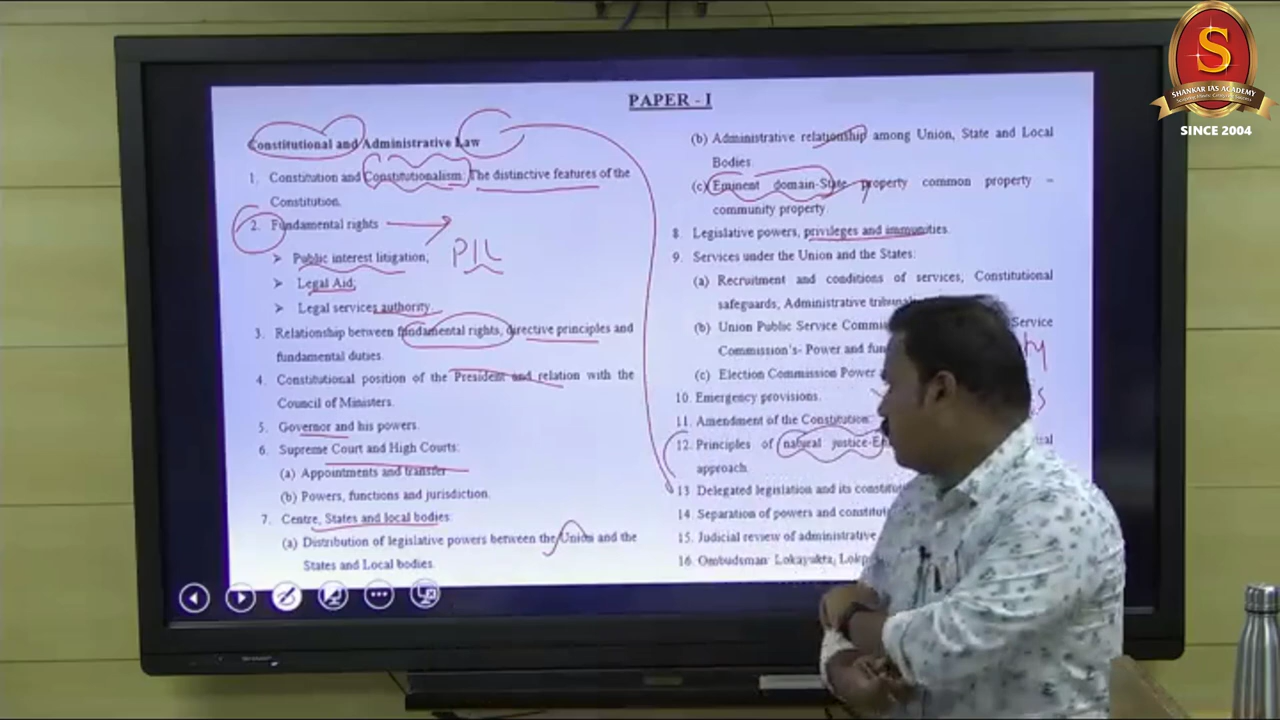 PAPER - I
Constitutional and Administrative Law
1. Constitution and Constitutionalism: The distinctive features of the
Constitution.
2. Fundamental rights
➤ Public interest litigation;
➤ Legal Aid;
➤ Legal services authority.
PIL
3. Relationship between fundamental rights, directive principles and
fundamental duties.
4. Constitutional position of the President and relation with the
Council of Ministers.
5. Governor and his powers.
6. Supreme Court and High Courts:
(a) Appointments and transfer
(b) Powers, functions and jurisdiction.
7. Centre, States and local bodies:
(a) Distribution of legislative powers between the Union and the
States and Local bodies.
(b) Administrative relationship among Union, State and Local
Bodies.
(c) Eminent domain-State property common property –
community property.
8. Legislative powers, privileges and immunities.
9. Services under the Union and the States:
(a) Recruitment and conditions of services, Constitutional
safeguards, Administrative
(b) Union Public Service Service
Commission's- Power and
(c) Election Commission Power
10. Emergency provisions.
11. Amendment of the Constitution.
12. Principles of natural justice-
approach.
13 Delegated legislation and its
14. Separation of powers and
15. Judicial review of administrative
16. Ombudsman: Lokayukta,
S
SHANKAR IAS ACADEMY
SINCE 2004